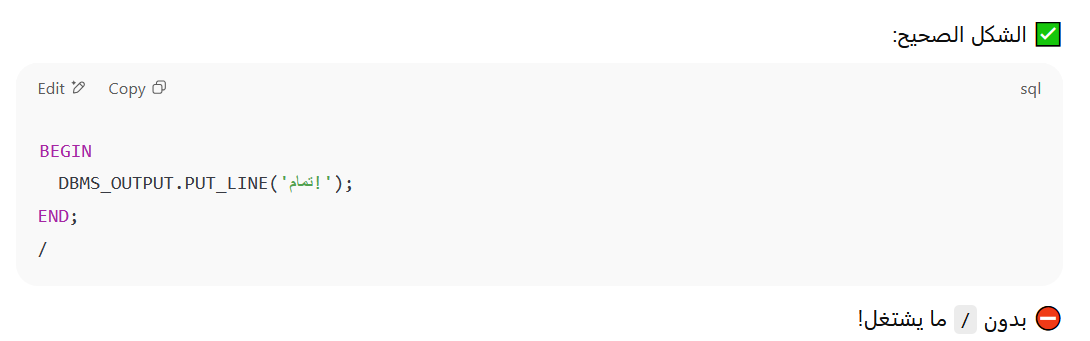 ✅ الشكل الصحيح:
Edit Copy sql
BEGIN
DBMS_OUTPUT.PUT_LINE('تمام!');
END;
/
⛔ بدون / ما يشتغل!